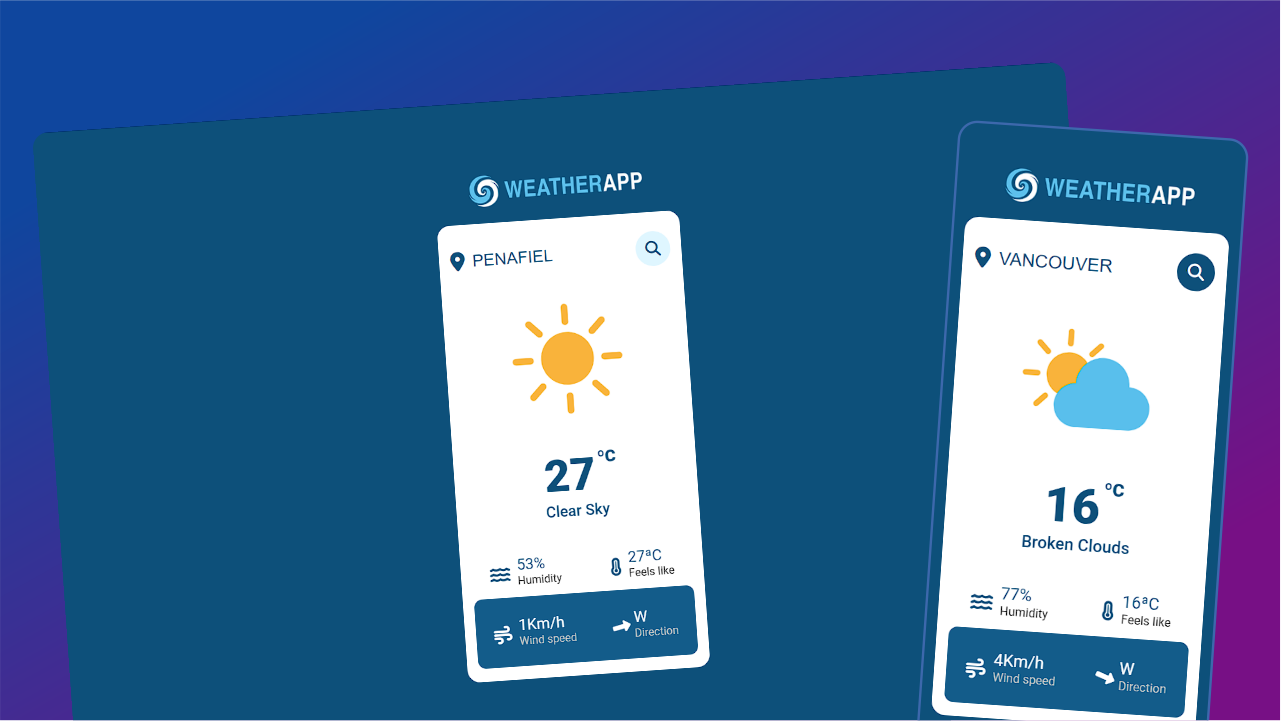 WEATHERAPP
PENAFIEL
27 °C
Clear Sky
53%
Humidity
27ªC
Feels like
1Km/h
Wind speed
W
Direction
WEATHERAPP
VANCOUVER
16 °C
Broken Clouds
77%
Humidity
16ªC
Feels like
4Km/h
Wind speed
W
Direction